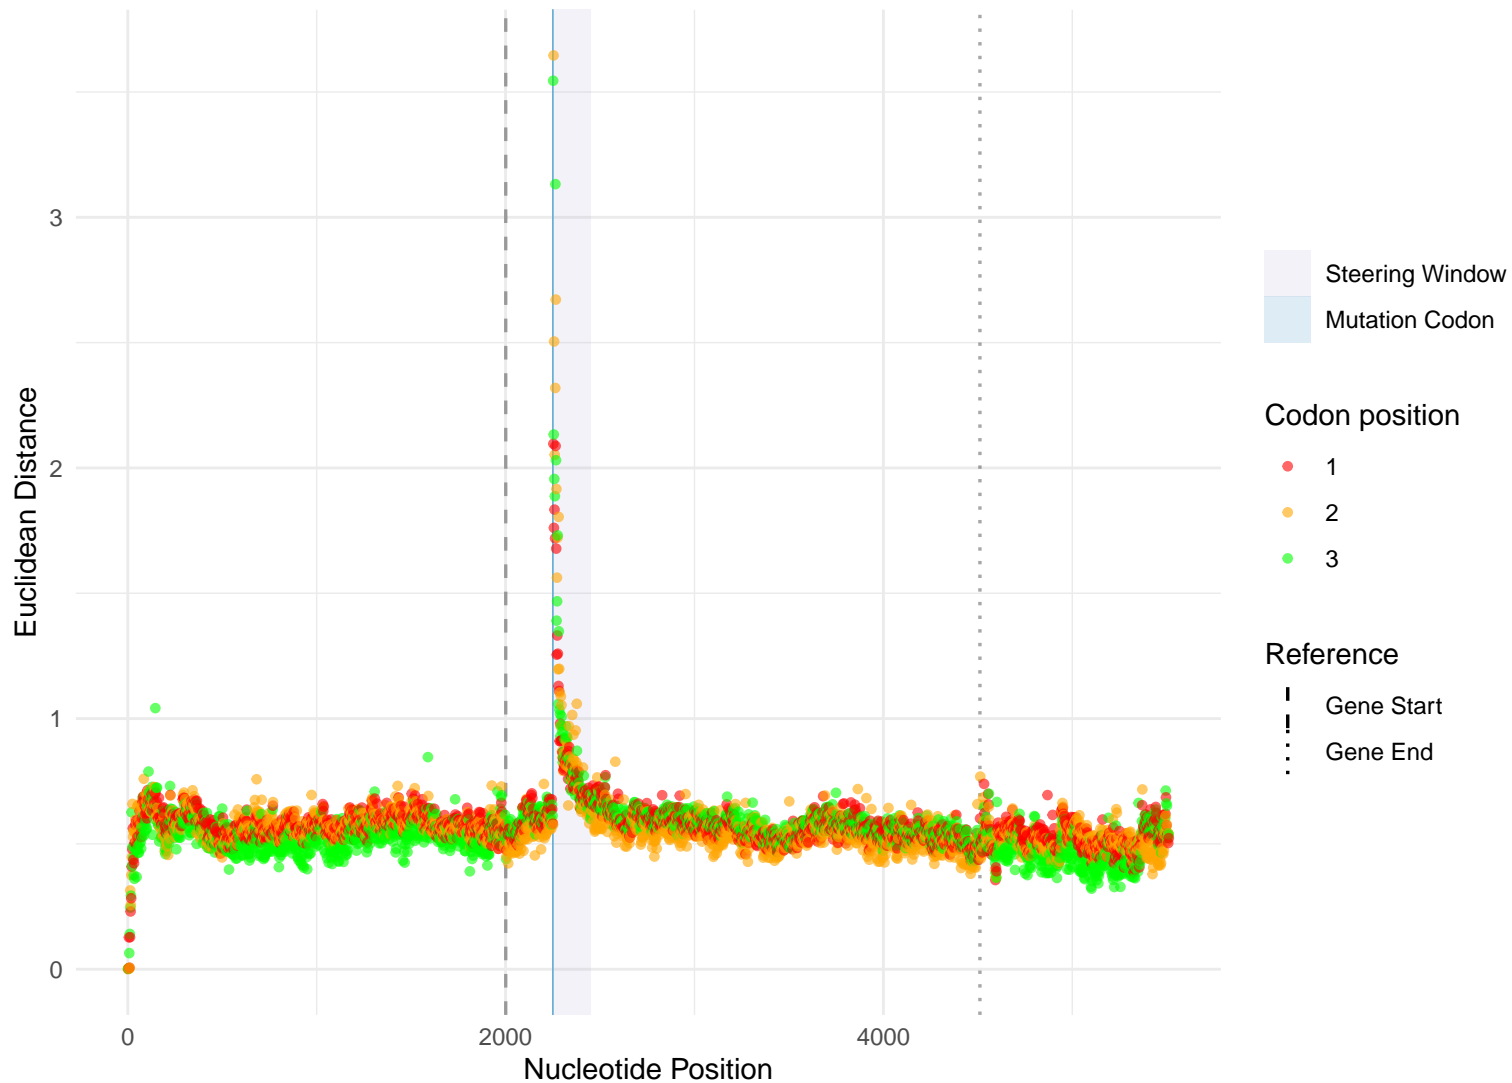 3
2
1
0
Euclidean Distance
0
2000
4000
Nucleotide Position
Steering Window
Mutation Codon
Codon position
1
2
3
Reference
Gene Start
Gene End